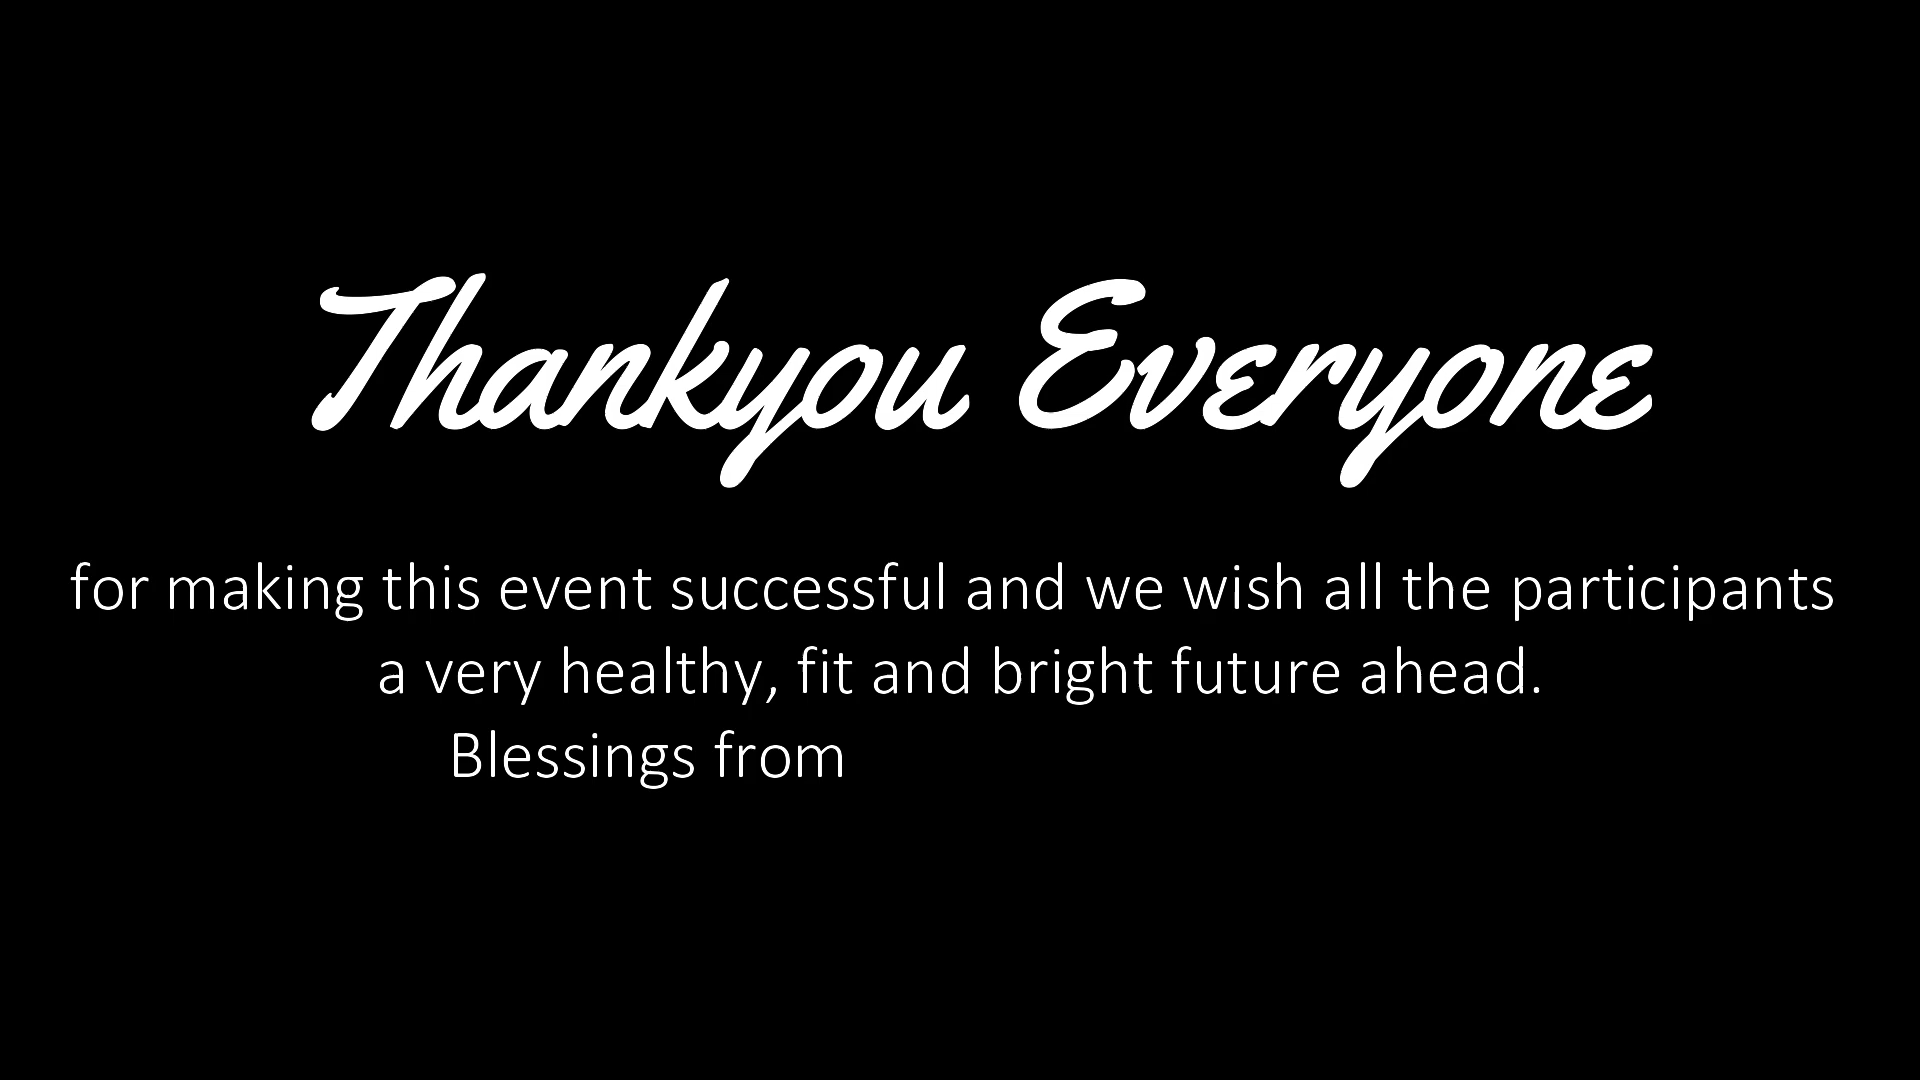 Thankyou Everyone
for making this event successful and we wish all the participants
a very healthy, fit and bright future ahead.
Blessings from